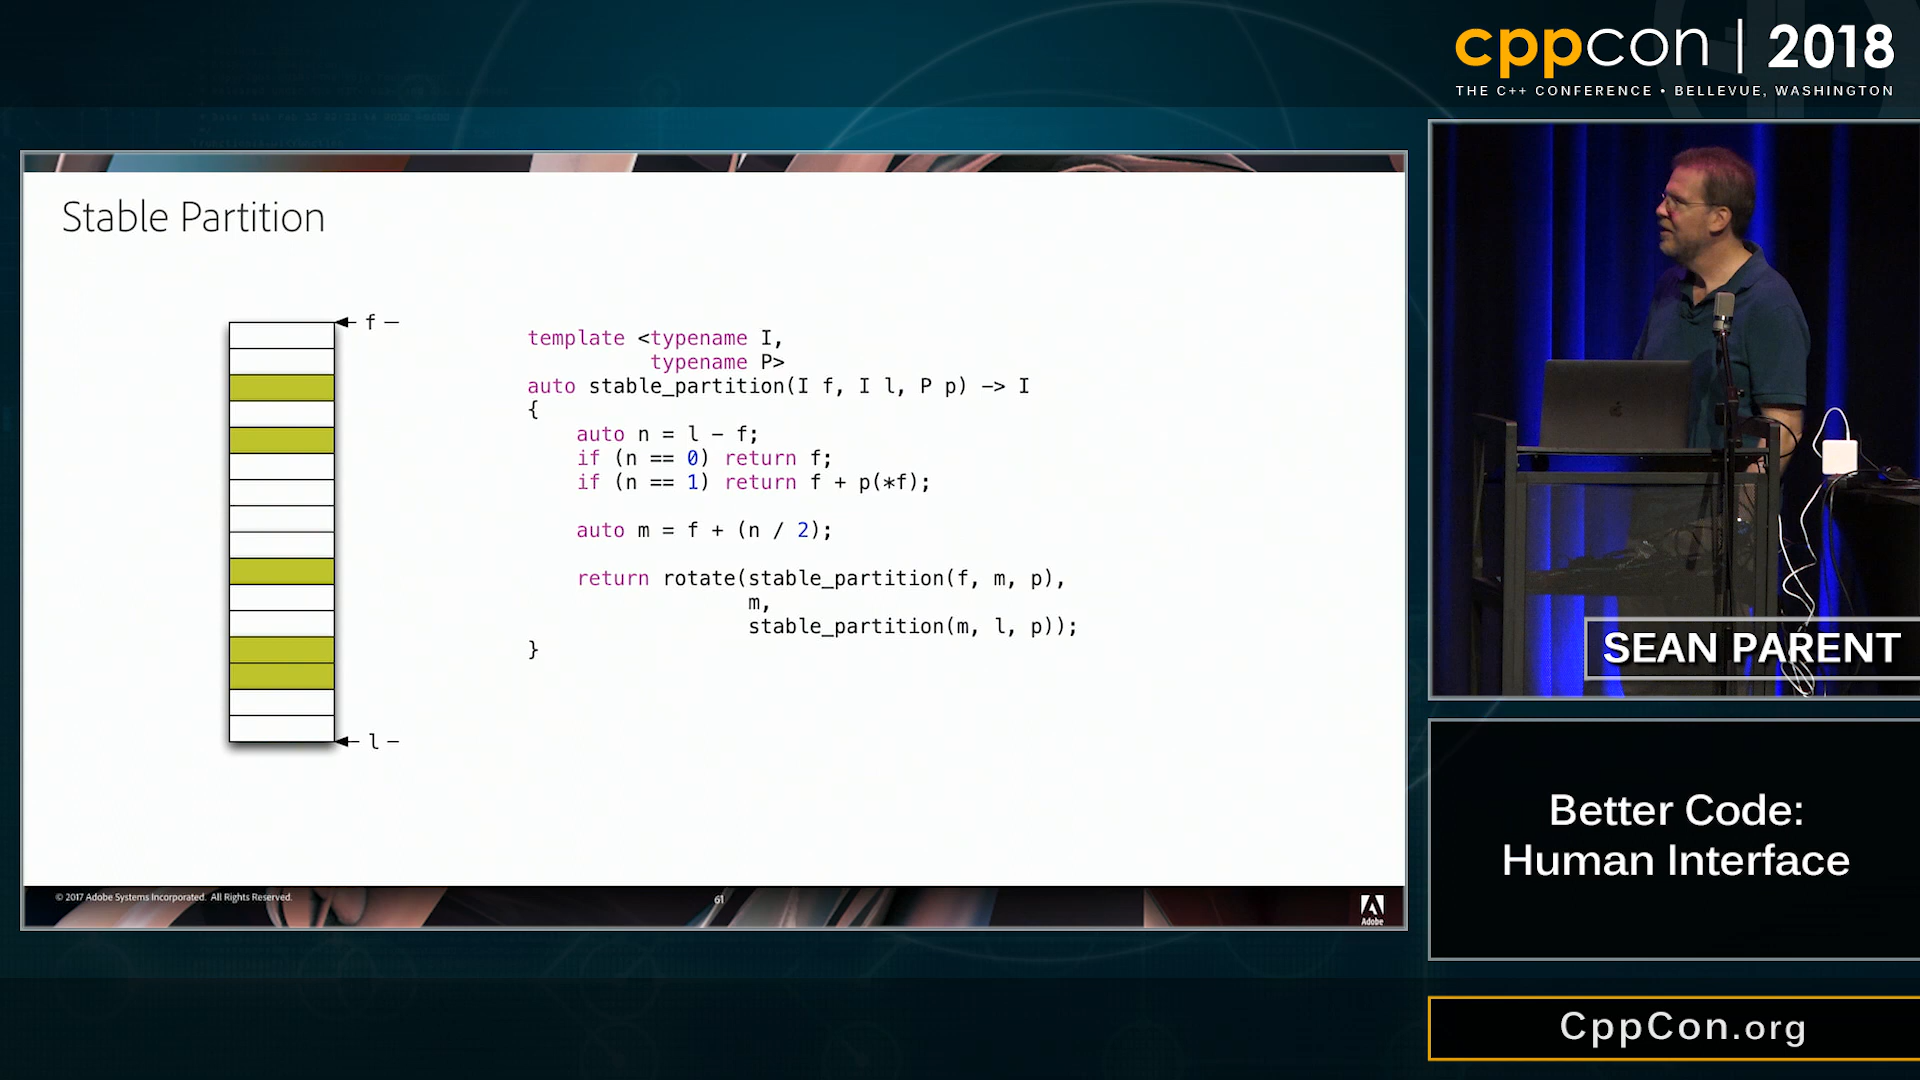 cppcon | 2018
THE C++ CONFERENCE • BELLEVUE, WASHINGTON
Stable Partition
f
l
template <typename I,
typename P>
auto stable_partition(I f, I l, P p) -> I
{
auto n = l - f;
if (n == 0) return f;
if (n == 1) return f + p(*f);
auto m = f + (n / 2);
return rotate(stable_partition(f, m, p),
m,
stable_partition(m, l, p));
}
© 2017 Adobe Systems Incorporated. All Rights Reserved.
61
Adobe
SEAN PARENT
Better Code:
Human Interface
CppCon.org